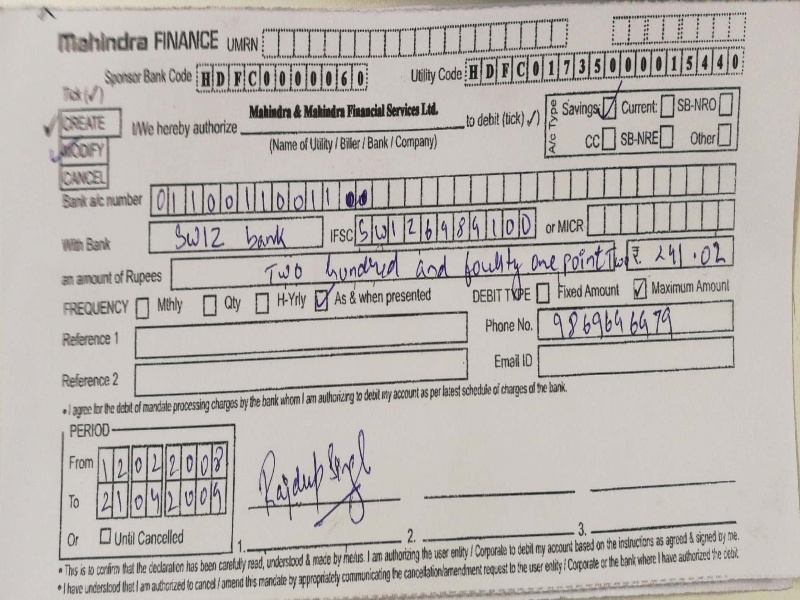 Mahindra FINANCE UMRN
Sponsor Bank Code HDFC0000060 Utility Code HDFC01735000015440
Tick (✓)
CREATE
MODIFY
CANCEL
I/We hereby authorize Mahindra & Mahindra Financial Services Ltd. to debit (tick ✓)
(Name of Utility / Biller / Bank / Company)
A/c Type Savings Current: SB-NRO
CC SB-NRE Other
Bank a/c number 01100110011
With Bank SWIZ bank IFSC SWI26989100 or MICR
an amount of Rupees Two hundred and fourty one point Two ₹ 241.02
FREQUENCY Mthly Qty H-Yrly As & when presented DEBIT TYPE Fixed Amount Maximum Amount
Reference 1 Phone No. 9869646979
Reference 2 Email ID
• I agree for the debit of mandate processing charges by the bank whom I am authorizing to debit my account as per latest schedule of charges of the bank.
PERIOD
From 12022008
To 21092009
Or Until Cancelled
1. 2. 3.
• This is to confirm that the declaration has been carefully read, understood & made by me/us. I am authorizing the user entity / Corporate to debit my account based on the instructions as agreed & signed by me.
• I have understood that I am authorized to cancel / amend this mandate by appropriately communicating the cancellation/amendment request to the user entity / Corporate or the bank where I have authorized the debit